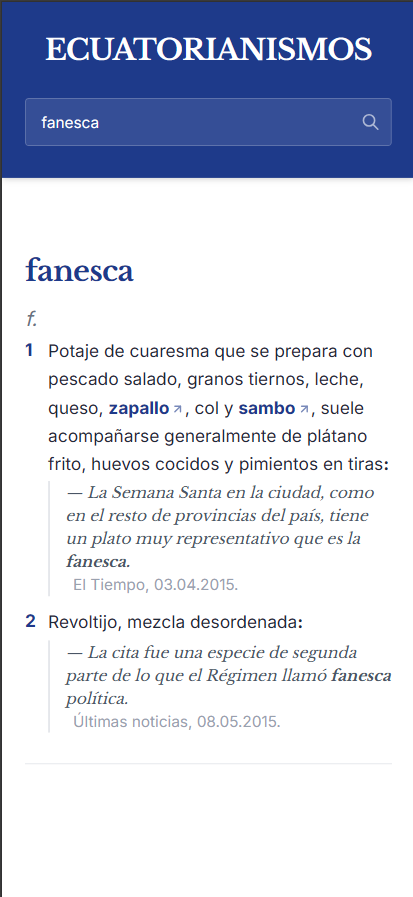 ECUATORIANISMOS
fanesca
fanesca
f.
1 Potaje de cuaresma que se prepara con
pescado salado, granos tiernos, leche,
queso, zapallo↗, col y sambo↗, suele
acompañarse generalmente de plátano
frito, huevos cocidos y pimientos en tiras:
— La Semana Santa en la ciudad, como
en el resto de provincias del país, tiene
un plato muy representativo que es la
fanesca.
El Tiempo, 03.04.2015.
2 Revoltijo, mezcla desordenada:
— La cita fue una especie de segunda
parte de lo que el Régimen llamó fanesca
política.
Últimas noticias, 08.05.2015.